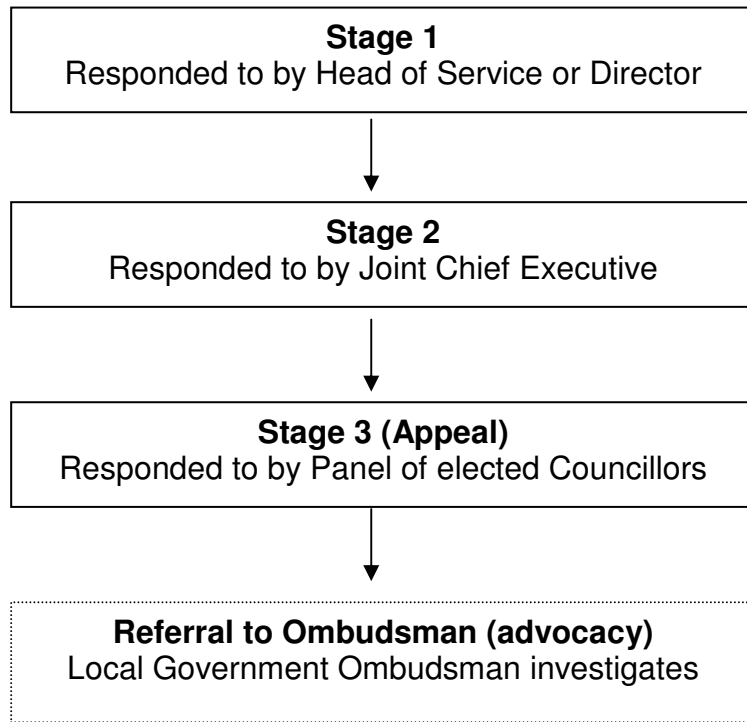 Stage 1
Responded to by Head of Service or Director
Stage 2
Responded to by Joint Chief Executive
Stage 3 (Appeal)
Responded to by Panel of elected Councillors
Referral to Ombudsman (advocacy)
Local Government Ombudsman investigates